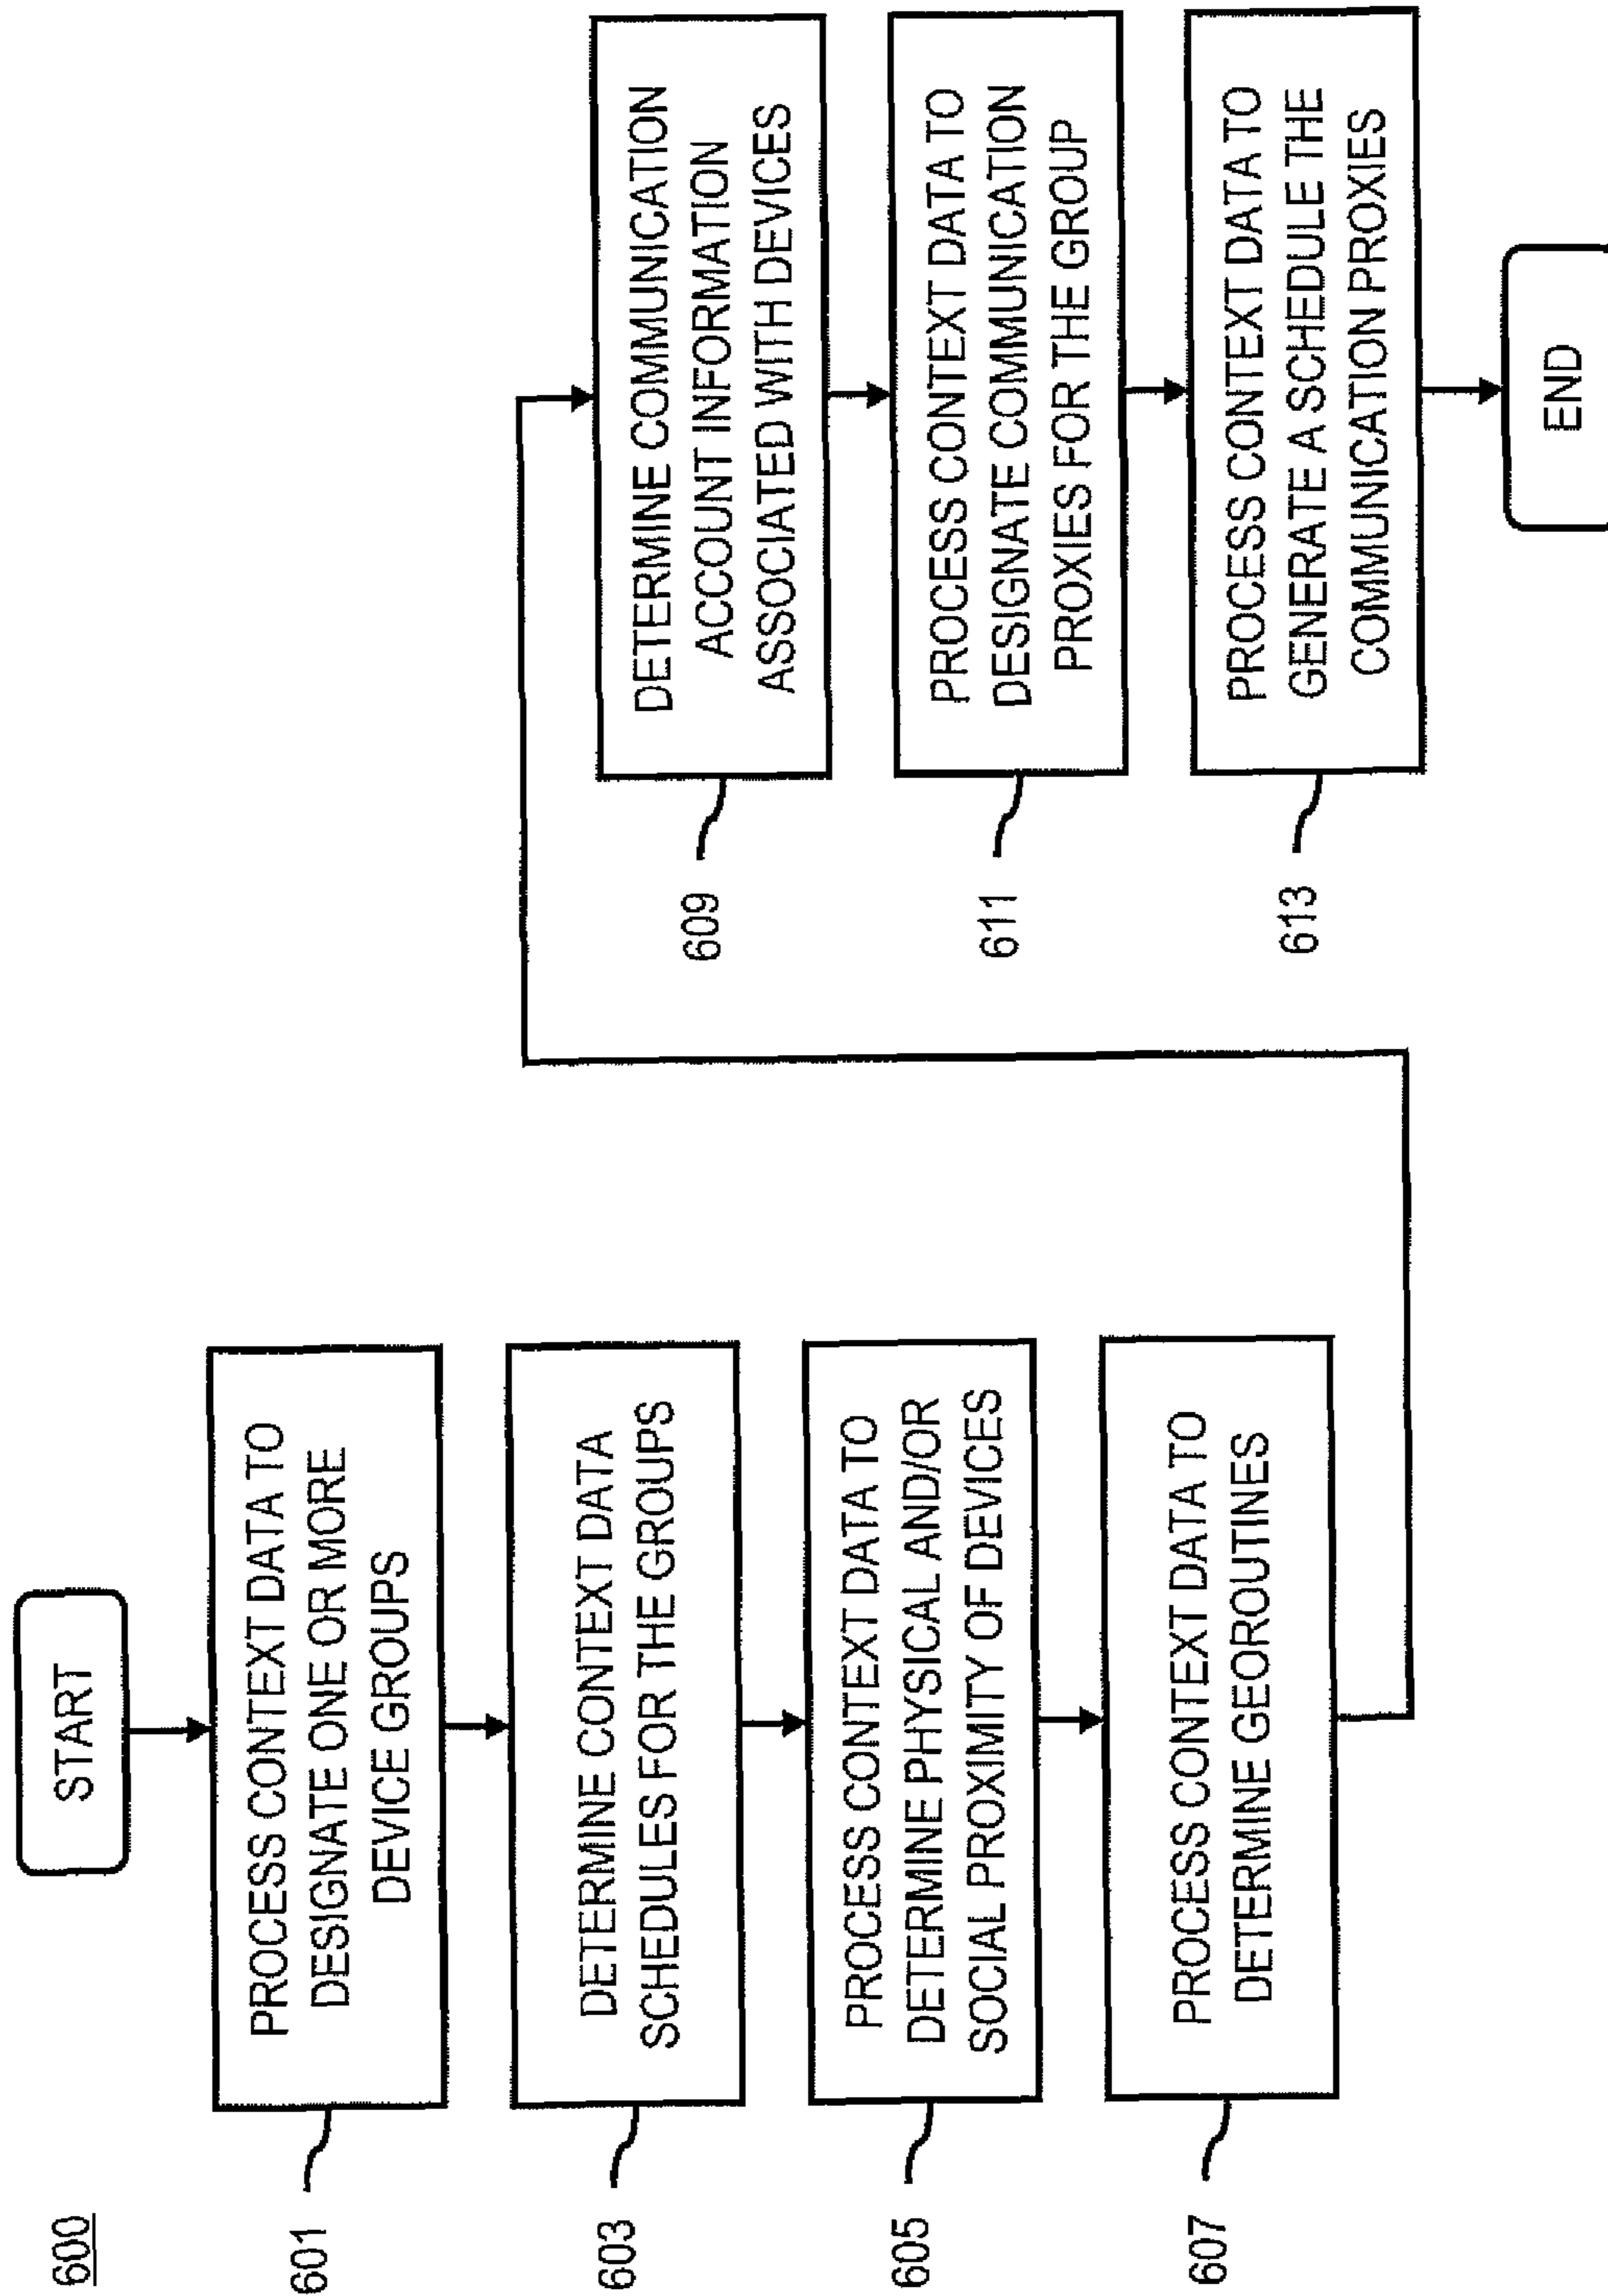 600
START
601
PROCESS CONTEXT DATA TO
DESIGNATE ONE OR MORE
DEVICE GROUPS
603
DETERMINE CONTEXT DATA
SCHEDULES FOR THE GROUPS
605
PROCESS CONTEXT DATA TO
DETERMINE PHYSICAL AND/OR
SOCIAL PROXIMITY OF DEVICES
607
PROCESS CONTEXT DATA TO
DETERMINE GEOROUTINES
609
DETERMINE COMMUNICATION
ACCOUNT INFORMATION
ASSOCIATED WITH DEVICES
611
PROCESS CONTEXT DATA TO
DESIGNATE COMMUNICATION
PROXIES FOR THE GROUP
613
PROCESS CONTEXT DATA TO
GENERATE A SCHEDULE THE
COMMUNICATION PROXIES
END